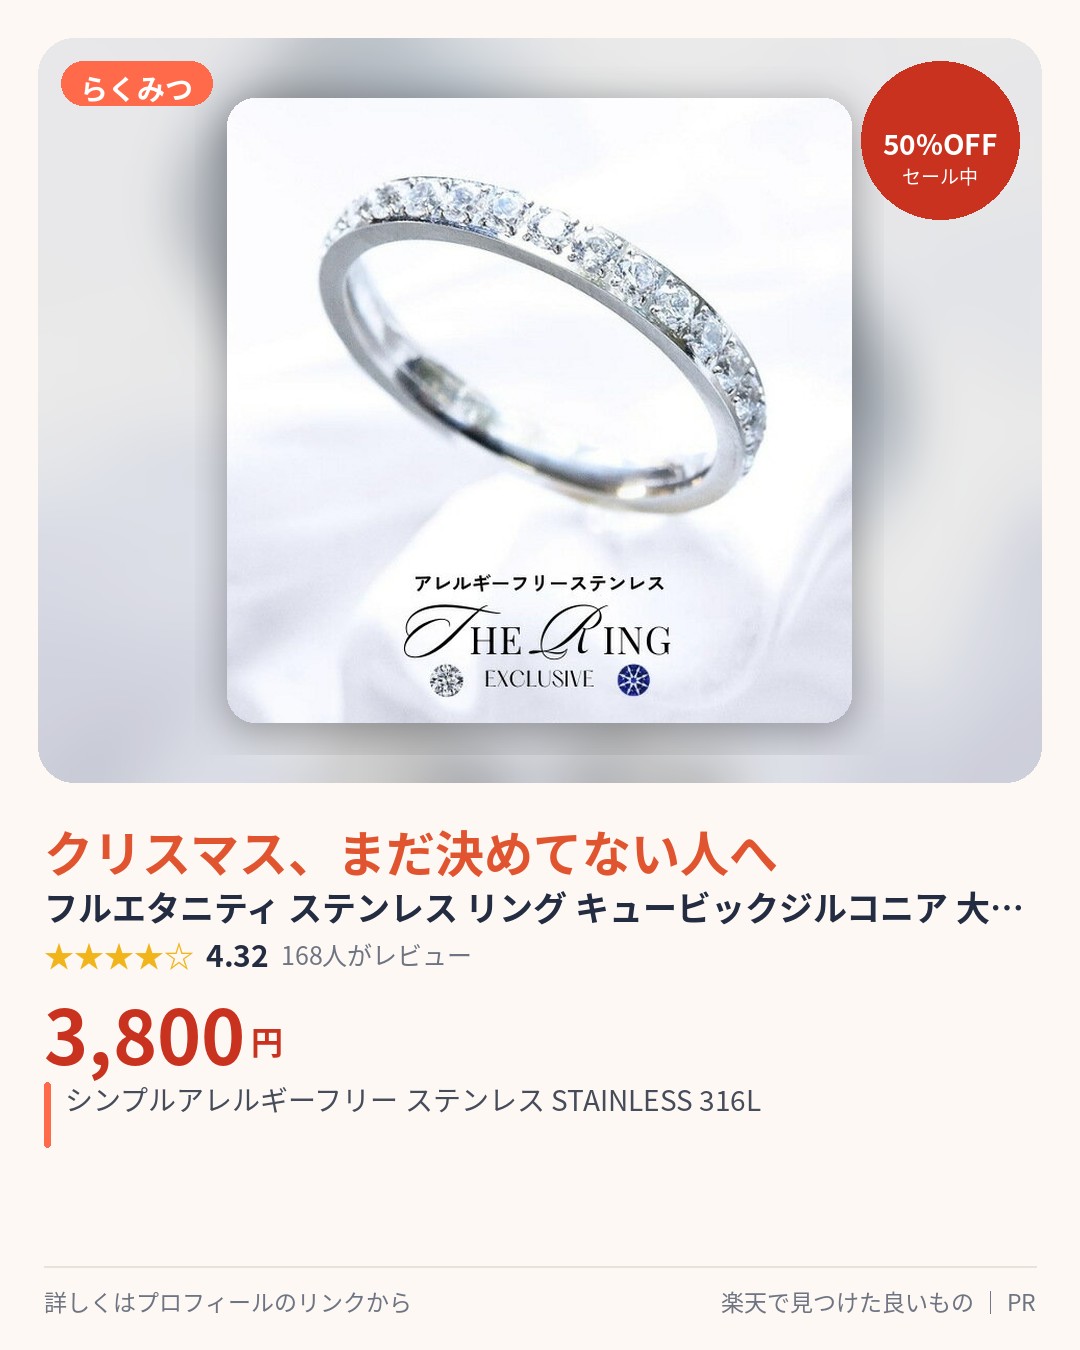 らくみつ
50%OFF
セール中
アレルギーフリーステンレス
THE RING
EXCLUSIVE
クリスマス、まだ決めてない人へ
フルエタニティ ステンレス リング キュービックジルコニア 大…
★★★★☆ 4.32 168人がレビュー
3,800円
シンプルアレルギーフリー ステンレス STAINLESS 316L
詳しくはプロフィールのリンクから
楽天で見つけた良いもの | PR